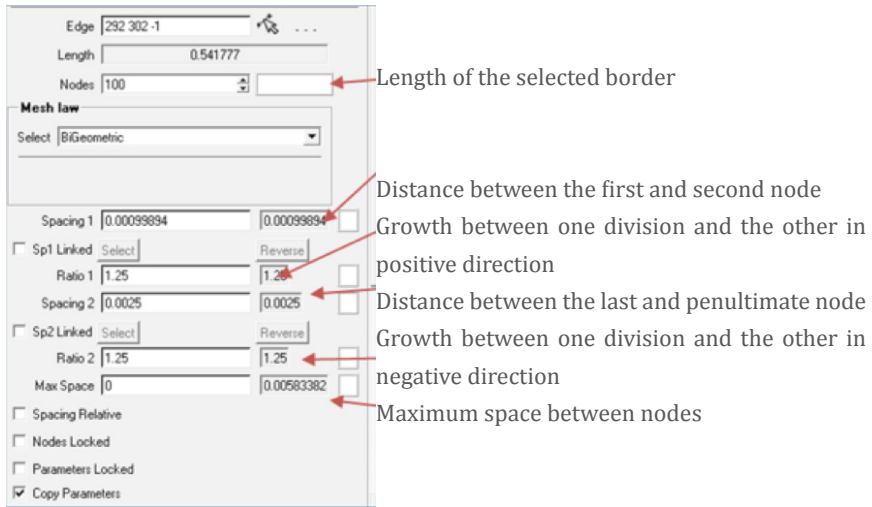 Edge 292 302 -1 ...
Length 0.541777
Nodes 100
Length of the selected border
Mesh law
Select BiGeometric
Distance between the first and second node
Spacing 1 0.00099894 0.00099894
Growth between one division and the other in
Sp1 Linked Select Reverse
positive direction
Ratio 1 1.25 1.25
Spacing 2 0.0025 0.0025
Distance between the last and penultimate node
Sp2 Linked Select Reverse
Growth between one division and the other in
Ratio 2 1.25 1.25
negative direction
Max Space 0 0.00583382
Maximum space between nodes
Spacing Relative
Nodes Locked
Parameters Locked
Copy Parameters